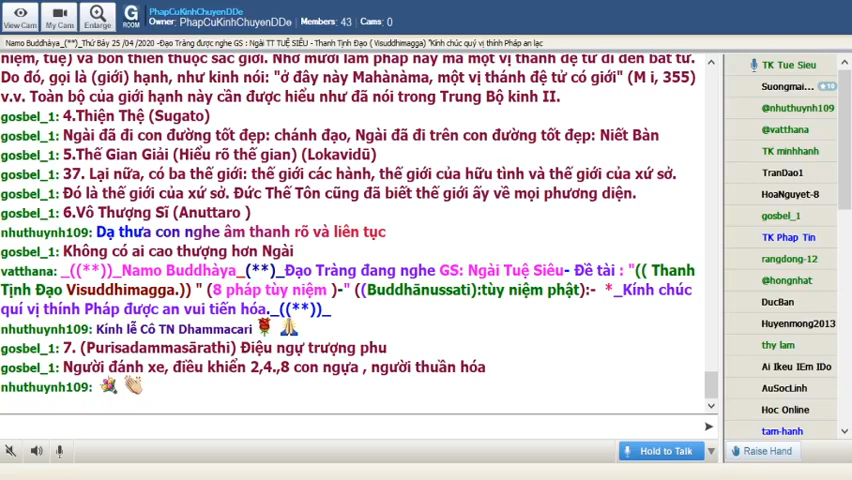 PhapCuKinhChuyenDDe
Owner: PhapCuKinhChuyenDDe Members: 43 Cams: 0
View Cam
My Cam
Enlarge
G
ROOM
Namo Buddhàya_(**)_Thứ Bảy 25 /04 /2020 -Đạo Tràng được nghe GS : Ngài TT TUỆ SIÊU - Thanh Tịnh Đạo ( Visuddhimagga) "Kính chúc quý vị thính Pháp an lạc
niệm, tuệ) và bốn thiền thuộc sắc giới. Nhờ mười lăm pháp này mà một vị thánh đệ tử đi đến bất tử.
Do đó, gọi là (giới) hạnh, như kinh nói: "ở đây này Mahànàma, một vị thánh đệ tử có giới" (M i, 355)
v.v. Toàn bộ của giới hạnh này cần được hiểu như đã nói trong Trung Bộ kinh II.
gosbel_1: 4.Thiện Thệ (Sugato)
gosbel_1: Ngài đã đi con đường tốt đẹp: chánh đạo, Ngài đã đi trên con đường tốt đẹp: Niết Bàn
gosbel_1: 5.Thế Gian Giải (Hiểu rõ thế gian) (Lokavidū)
gosbel_1: 37. Lại nữa, có ba thế giới: thế giới các hành, thế giới của hữu tình và thế giới của xứ sở.
gosbel_1: Đó là thế giới của xứ sở. Đức Thế Tôn cũng đã biết thế giới ấy về mọi phương diện.
gosbel_1: 6.Vô Thượng Sĩ (Anuttaro )
nhuthuynh109: Dạ thưa con nghe âm thanh rõ và liên tục
gosbel_1: Không có ai cao thượng hơn Ngài
vatthana: _((**))_Namo Buddhàya_(**)_Đạo Tràng đang nghe GS: Ngài Tuệ Siêu- Đề tài : "(( Thanh
Tịnh Đạo Visuddhimagga.)) " (8 pháp tùy niệm )-" ((Buddhānussati):tùy niệm phật):- *_Kính chúc
quí vị thính Pháp được an vui tiến hóa._((**))_
nhuthuynh109: Kính lễ Cô TN Dhammacari
gosbel_1: 7. (Purisadammasārathi) Điệu ngự trượng phu
gosbel_1: Người đánh xe, điều khiển 2,4.,8 con ngựa , người thuần hóa
nhuthuynh109:
Hold to Talk
TK Tue Sieu
Suongmai... 10
@nhuthuynh109
@vatthana
TK minhhanh
TranDao1
HoaNguyet-8
gosbel_1
TK Phap Tin
rangdong-12
@hongnhat
DucBan
Huyenmong2013
thy lam
Ai Ikeu IEm IDo
AuSocLinh
Hoc Online
tam-hanh
Raise Hand